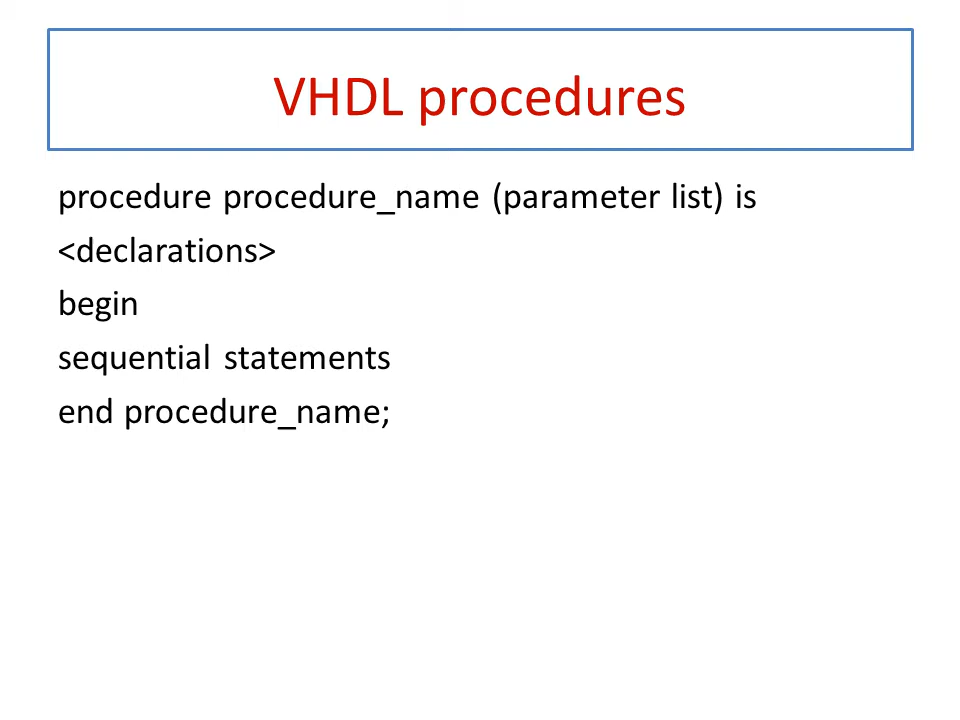 VHDL procedures
procedure procedure_name (parameter list) is
<declarations>
begin
sequential statements
end procedure_name;